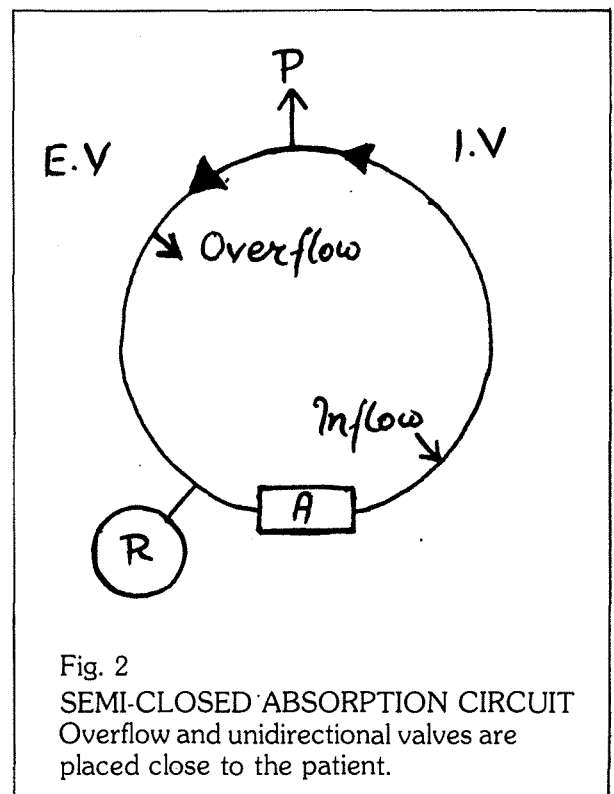 P
E.V
I.V
Overflow
Inflow
A
R
Fig. 2
SEMI-CLOSED ABSORPTION CIRCUIT
Overflow and unidirectional valves are
placed close to the patient.